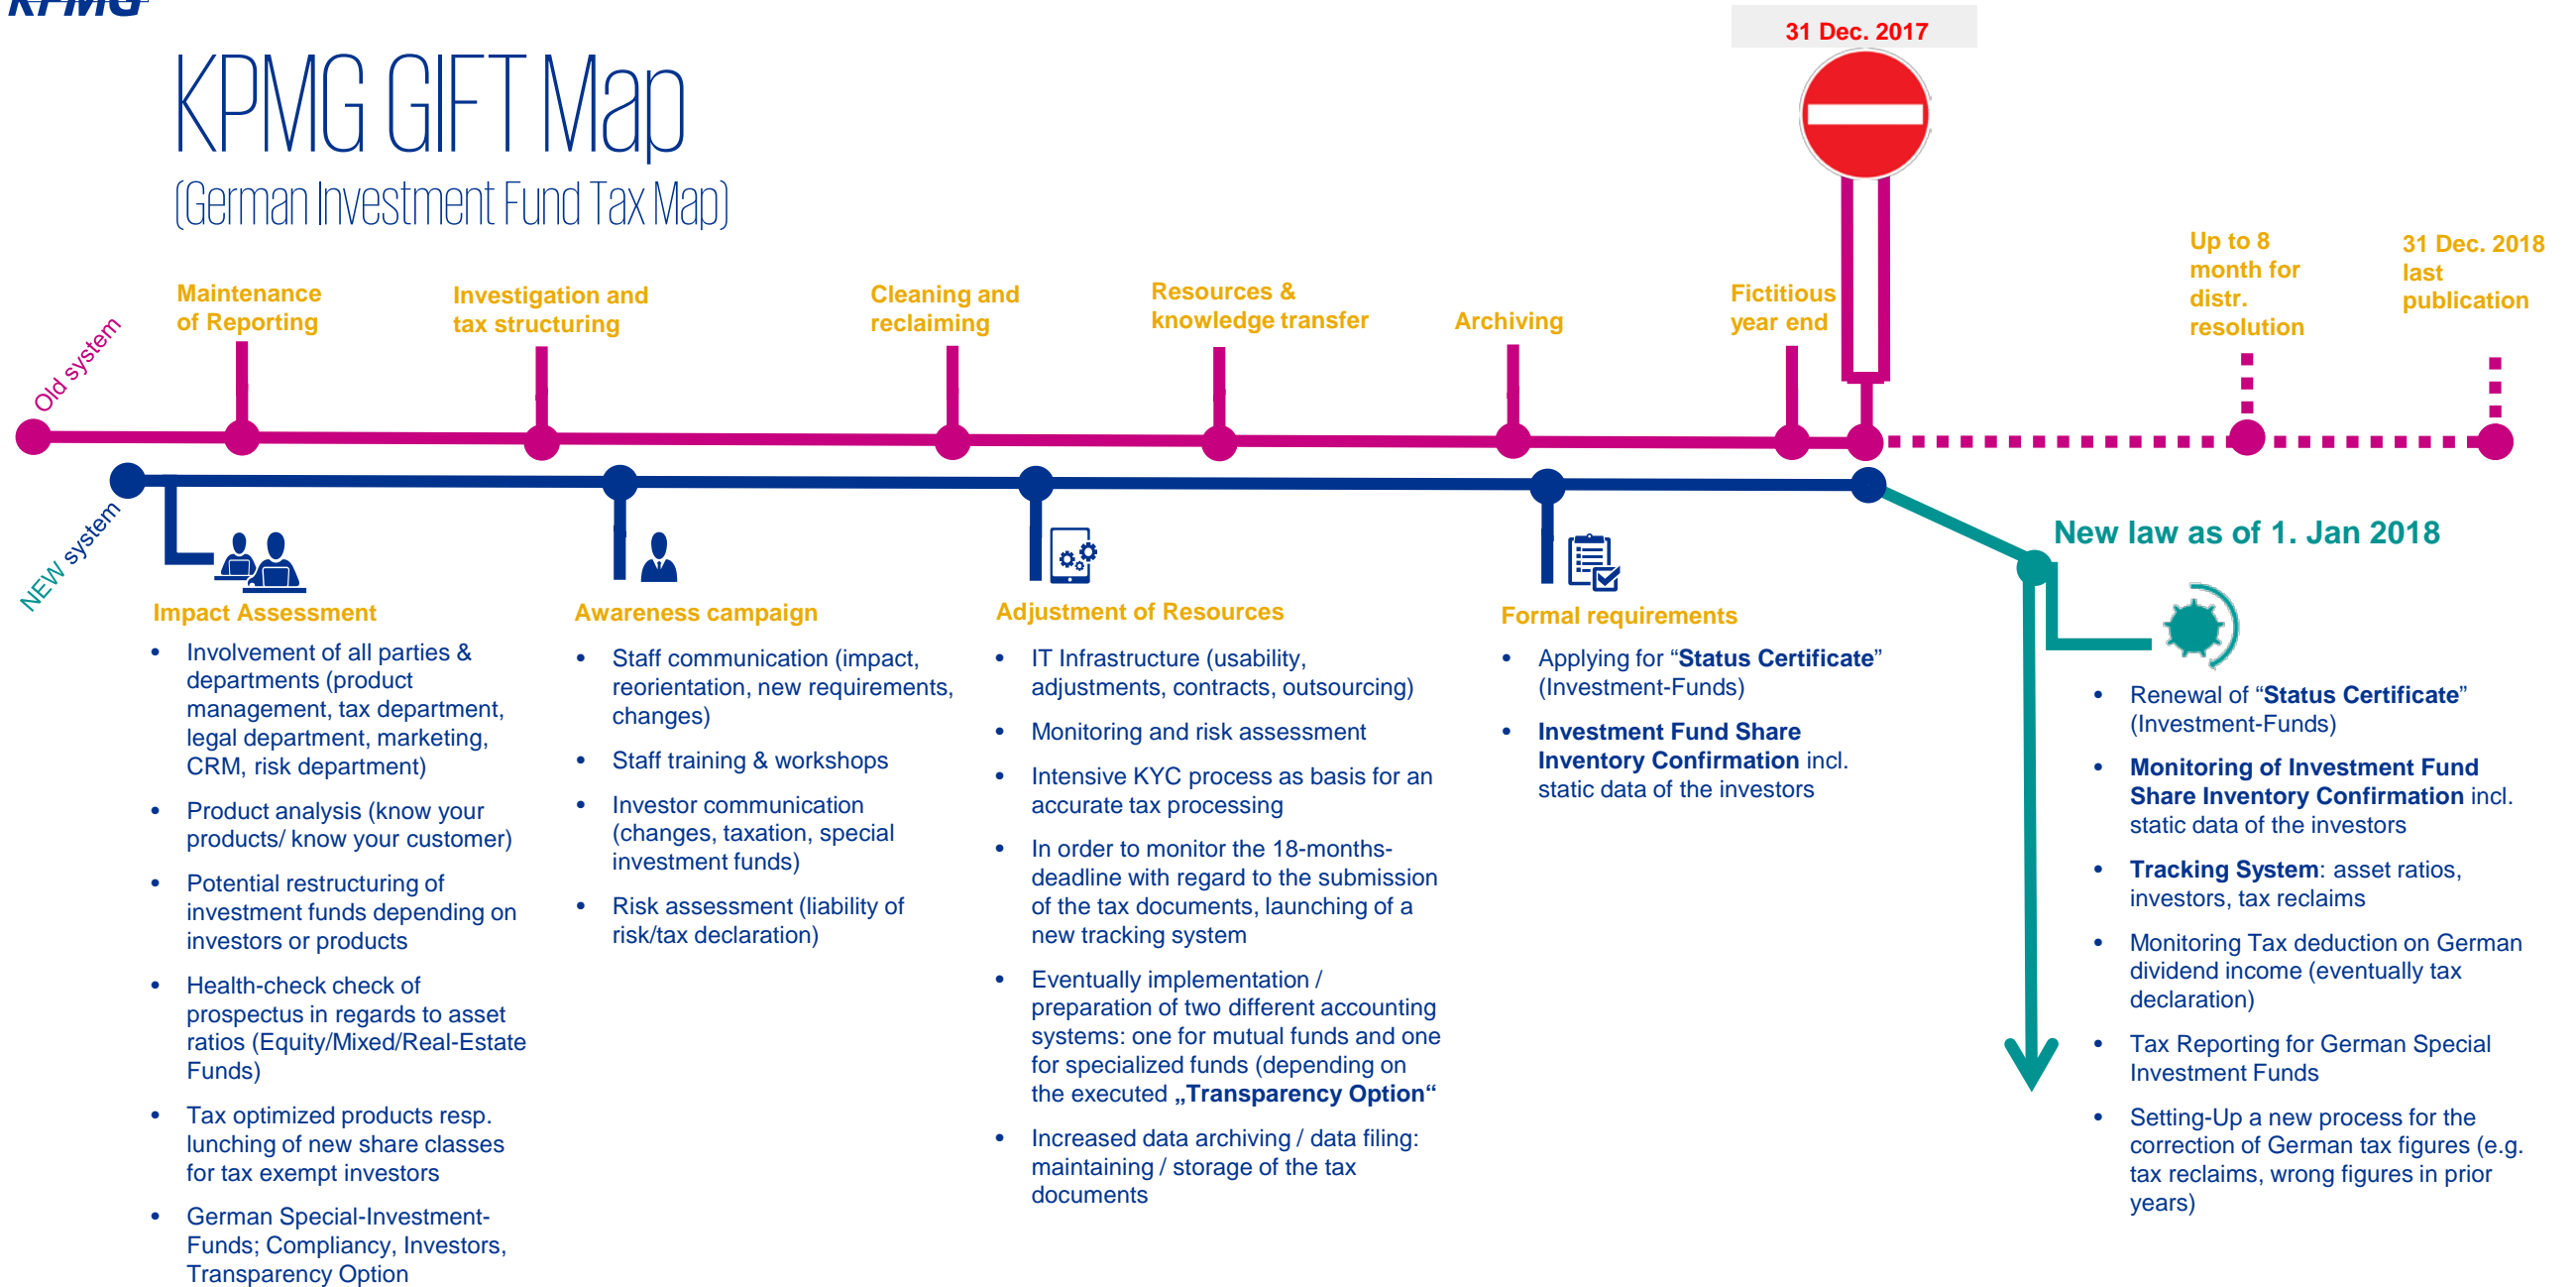 KPMG
31 Dec. 2017
KPMG GIFT Map
(German Investment Fund Tax Map)
Old system
Maintenance
of Reporting
Investigation and
tax structuring
Cleaning and
reclaiming
Resources &
knowledge transfer
Archiving
Fictitious
year end
Up to 8
month for
distr.
resolution
31 Dec. 2018
last
publication
NEW system
New law as of 1. Jan 2018
Impact Assessment
• Involvement of all parties &
departments (product
management, tax department,
legal department, marketing,
CRM, risk department)
• Product analysis (know your
products/ know your customer)
• Potential restructuring of
investment funds depending on
investors or products
• Health-check check of
prospectus in regards to asset
ratios (Equity/Mixed/Real-Estate
Funds)
• Tax optimized products resp.
lunching of new share classes
for tax exempt investors
• German Special-Investment-
Funds; Compliancy, Investors,
Transparency Option
Awareness campaign
• Staff communication (impact,
reorientation, new requirements,
changes)
• Staff training & workshops
• Investor communication
(changes, taxation, special
investment funds)
• Risk assessment (liability of
risk/tax declaration)
Adjustment of Resources
• IT Infrastructure (usability,
adjustments, contracts, outsourcing)
• Monitoring and risk assessment
• Intensive KYC process as basis for an
accurate tax processing
• In order to monitor the 18-months-
deadline with regard to the submission
of the tax documents, launching of a
new tracking system
• Eventually implementation /
preparation of two different accounting
systems: one for mutual funds and one
for specialized funds (depending on
the executed „Transparency Option“
• Increased data archiving / data filing:
maintaining / storage of the tax
documents
Formal requirements
• Applying for “Status Certificate”
(Investment-Funds)
• Investment Fund Share
Inventory Confirmation incl.
static data of the investors
• Renewal of “Status Certificate”
(Investment-Funds)
• Monitoring of Investment Fund
Share Inventory Confirmation incl.
static data of the investors
• Tracking System: asset ratios,
investors, tax reclaims
• Monitoring Tax deduction on German
dividend income (eventually tax
declaration)
• Tax Reporting for German Special
Investment Funds
• Setting-Up a new process for the
correction of German tax figures (e.g.
tax reclaims, wrong figures in prior
years)